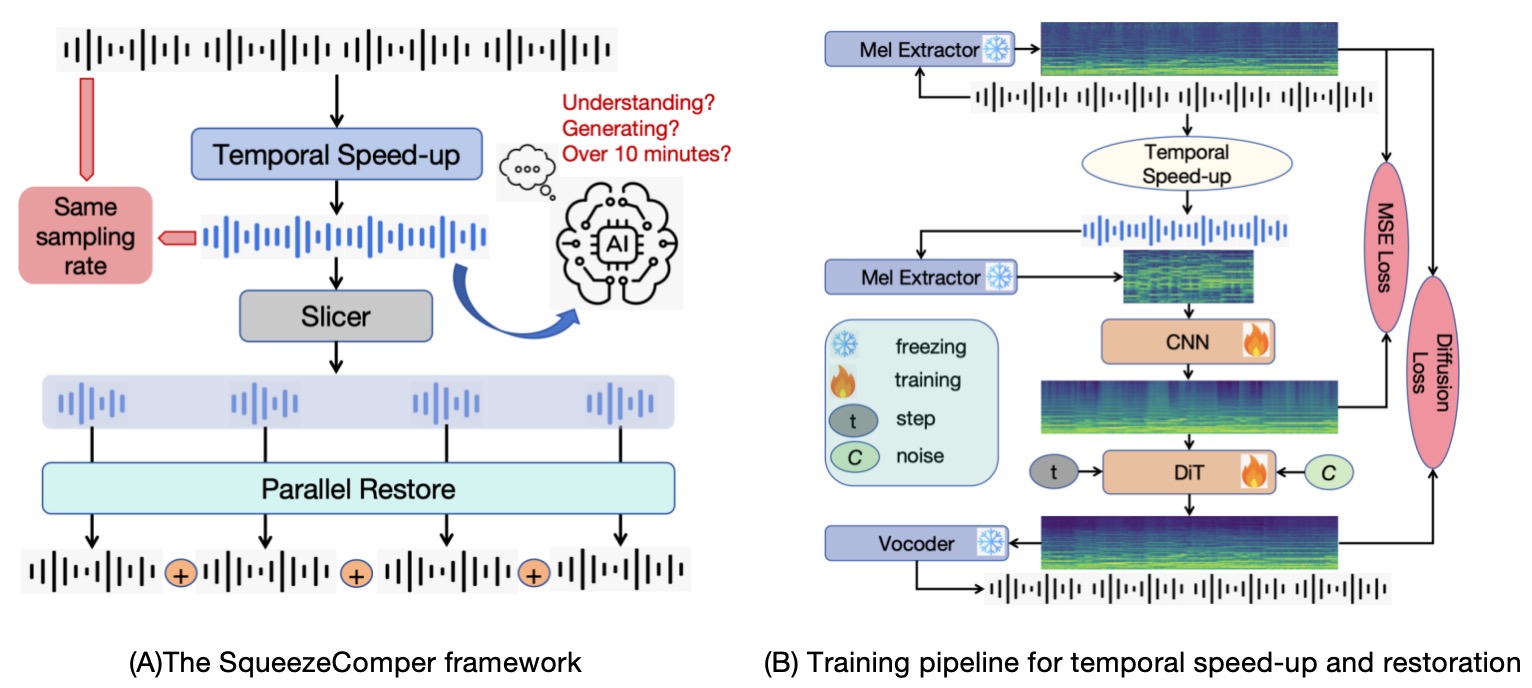 Understanding?
Generating?
Over 10 minutes?
Temporal Speed-up
Same
sampling
rate
AI
Slicer
Parallel Restore
+
+
+
(A)The SqueezeComper framework
Mel Extractor
Temporal
Speed-up
Mel Extractor
MSE Loss
Diffusion
Loss
CNN
freezing
training
t
step
C
noise
t
DiT
C
Vocoder
(B) Training pipeline for temporal speed-up and restoration